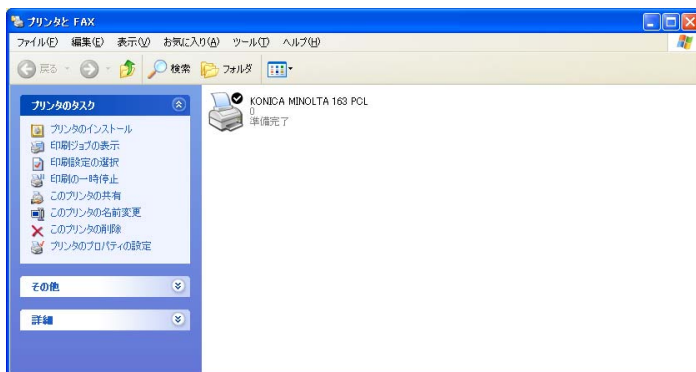 プリンタと FAX
ファイル(F) 編集(E) 表示(V) お気に入り(A) ツール(T) ヘルプ(H)
戻る 検索 フォルダ
プリンタのタスク
プリンタのインストール
印刷ジョブの表示
印刷設定の選択
印刷の一時停止
このプリンタの共有
このプリンタの名前変更
このプリンタの削除
プリンタのプロパティの設定
その他
詳細
KONICA MINOLTA 163 PCL
0
準備完了